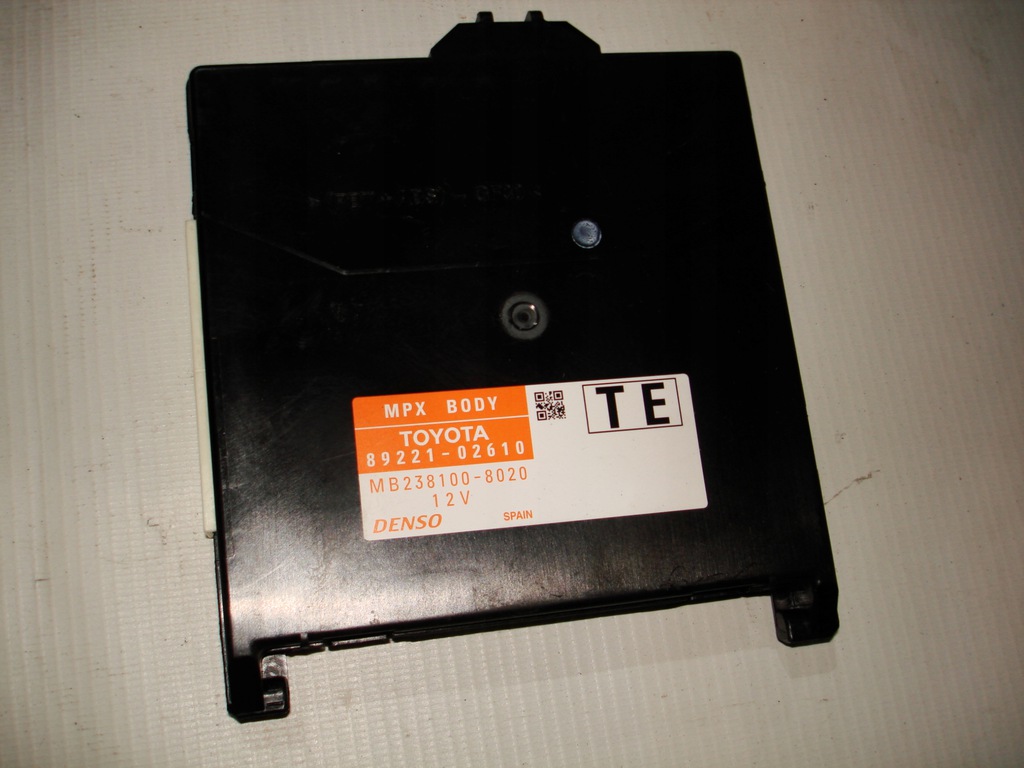 MPX BODY
TOYOTA
89221-02610
MB238100-8020
12V
DENSO
SPAIN
TE